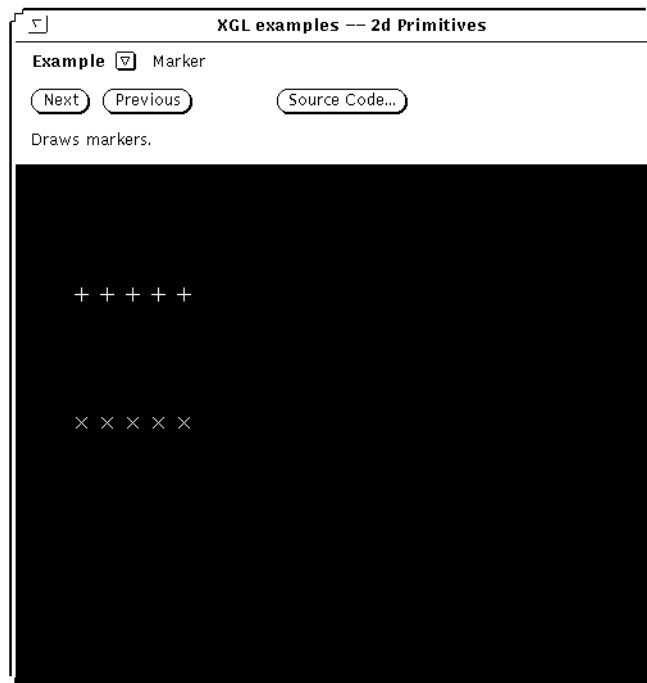 XGL examples -- 2d Primitives
Example Marker
Next Previous Source Code...
Draws markers.
+ + + + +
× × × × ×